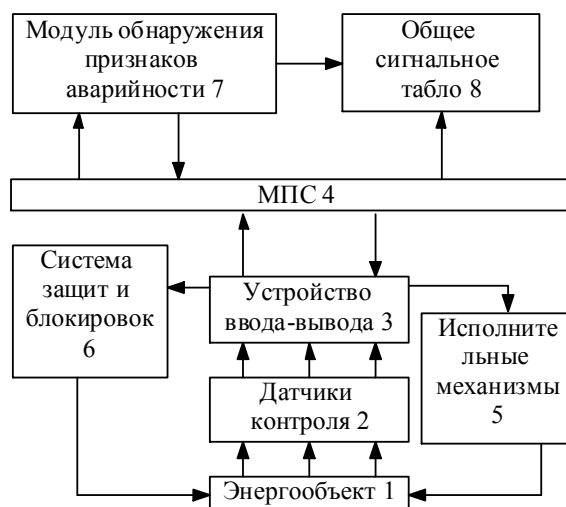 Модуль обнаружения
признаков
аварийности 7
Общее
сигнальное
табло 8
МПС 4
Система
защит и
блокировок
6
Устройство
ввода-вывода 3
Исполните
льные
механизмы
5
Датчики
контроля 2
Энергообъект 1